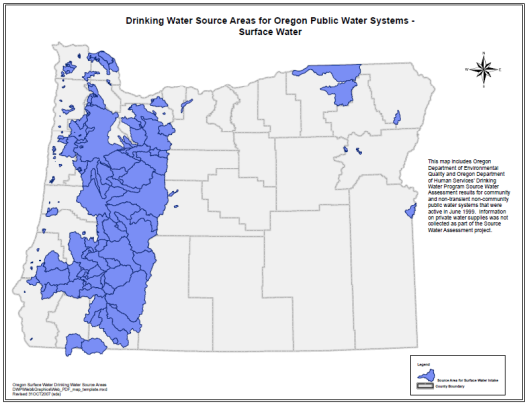 Drinking Water Source Areas for Oregon Public Water Systems -
Surface Water
N
W
E
S
This map includes Oregon
Department of Environmental
Quality and Oregon Department
of Human Services' Drinking
Water Program Source Water
Assessment results for community
and non-transient non-community
public water systems that were
active in June 1999. Information
on private water supplies was not
collected as part of the Source
Water Assessment project.
Legend
Source Area for Surface Water Intake
County Boundary
Oregon Surface Water Drinking Water Source Areas
Revised 31OCT2007 (eds)